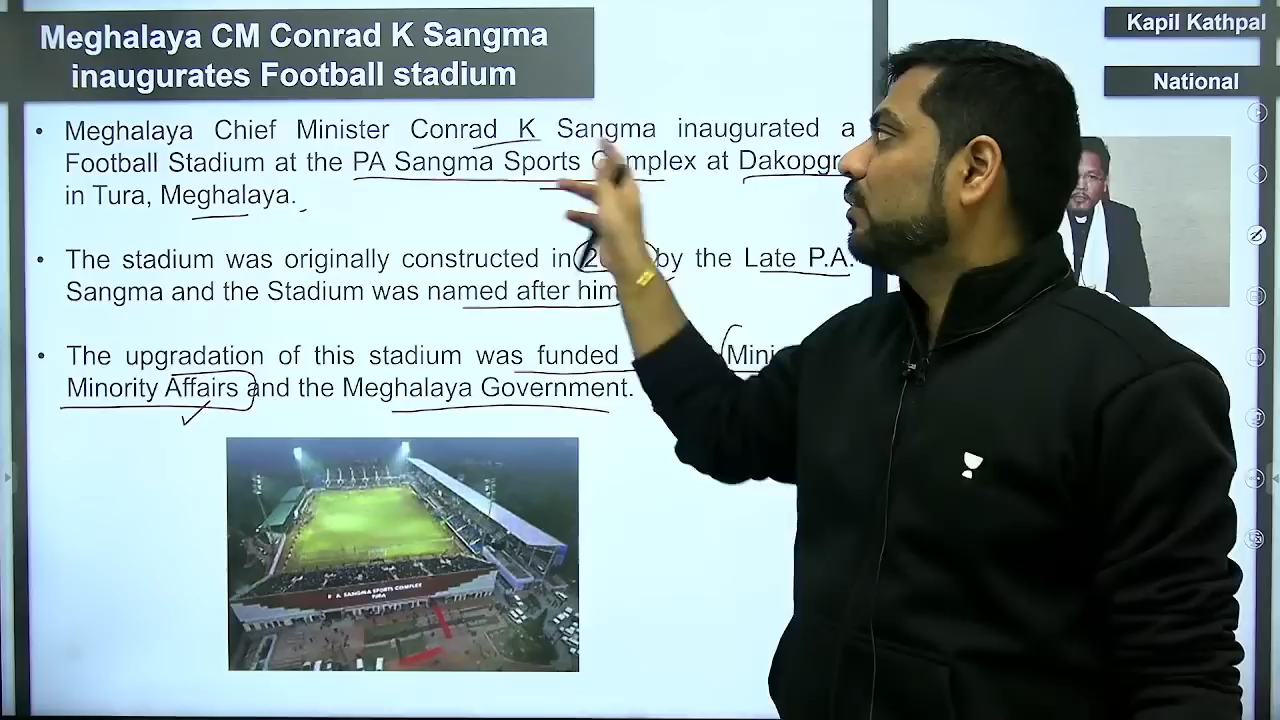 Meghalaya CM Conrad K Sangma
inaugurates Football stadium
Kapil Kathpal
National
• Meghalaya Chief Minister Conrad K Sangma inaugurated a
Football Stadium at the PA Sangma Sports Complex at
in Tura, Meghalaya.
• The stadium was originally constructed in by the Late P.A.
Sangma and the Stadium was named after him
• The upgradation of this stadium was funded
Minority Affairs and the Meghalaya Government.
P. A. SANGMA SPORTS COMPLEX
TURA